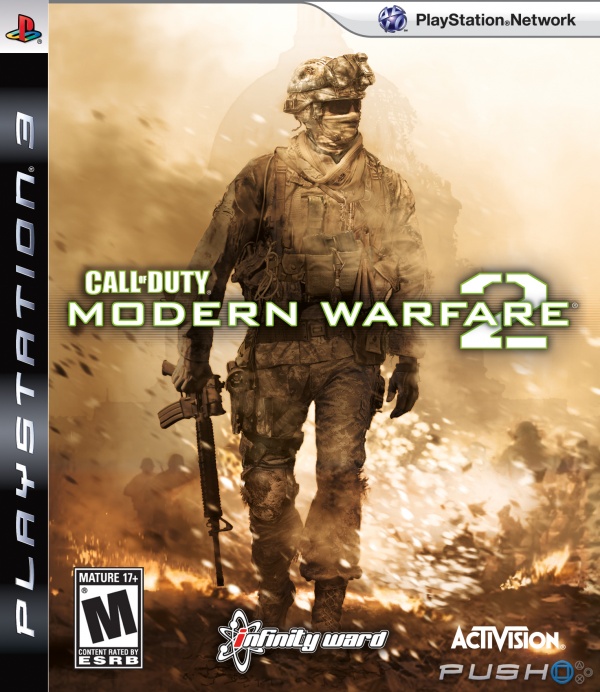 PlayStation®Network
PLAYSTATION® 3
CALL OF DUTY®
MODERN WARFARE® 2
MATURE 17+
M®
CONTENT RATED BY
ESRB
infinity ward
ACTIVISION®
PUSH